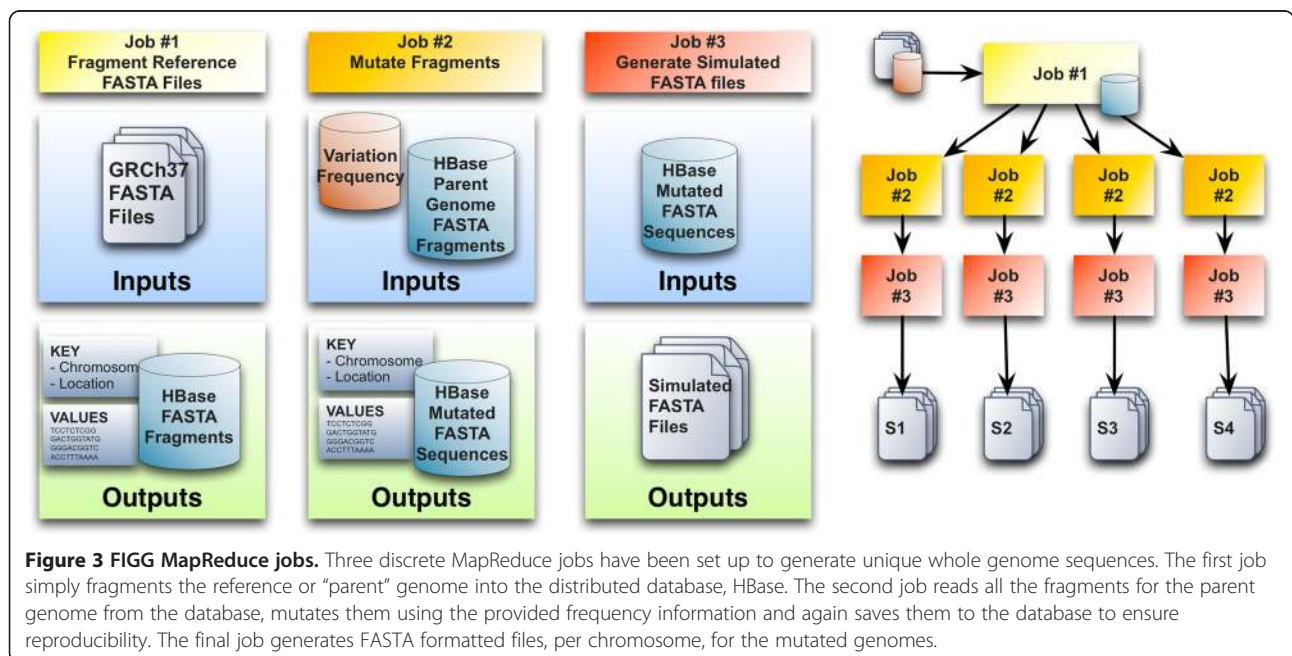 Job #1
Fragment Reference
FASTA Files
GRCh37
FASTA
Files
Inputs
KEY
- Chromosome
- Location
VALUES
TCCTCTCGG
GACTGGTATG
GGGACGGTC
ACCTTTAAAA
HBase
FASTA
Fragments
Outputs
Job #2
Mutate Fragments
Variation
Frequency
HBase
Parent
Genome
FASTA
Fragments
Inputs
KEY
- Chromosome
- Location
VALUES
TCCTCTCGG
GACTGGTATG
GGGACGGTC
ACCTTTAAAA
HBase
Mutated
FASTA
Sequences
Outputs
Job #3
Generate Simulated
FASTA files
HBase
Mutated
FASTA
Sequences
Inputs
Simulated
FASTA
Files
Outputs
Job #1
Job
#2
Job
#2
Job
#2
Job
#2
Job
#3
Job
#3
Job
#3
Job
#3
S1
S2
S3
S4
Figure 3 FIGG MapReduce jobs. Three discrete MapReduce jobs have been set up to generate unique whole genome sequences. The first job
simply fragments the reference or “parent” genome into the distributed database, HBase. The second job reads all the fragments for the parent
genome from the database, mutates them using the provided frequency information and again saves them to the database to ensure
reproducibility. The final job generates FASTA formatted files, per chromosome, for the mutated genomes.